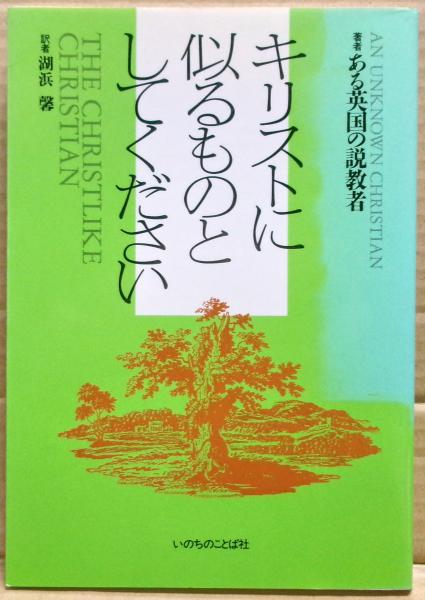 AN UNKNOWN CHRISTIAN
著者 ある英国の説教者
キリストに
似るものと
してください
THE CHRISTLIKE
CHRISTIAN
訳者 湖浜 馨
いのちのことば社